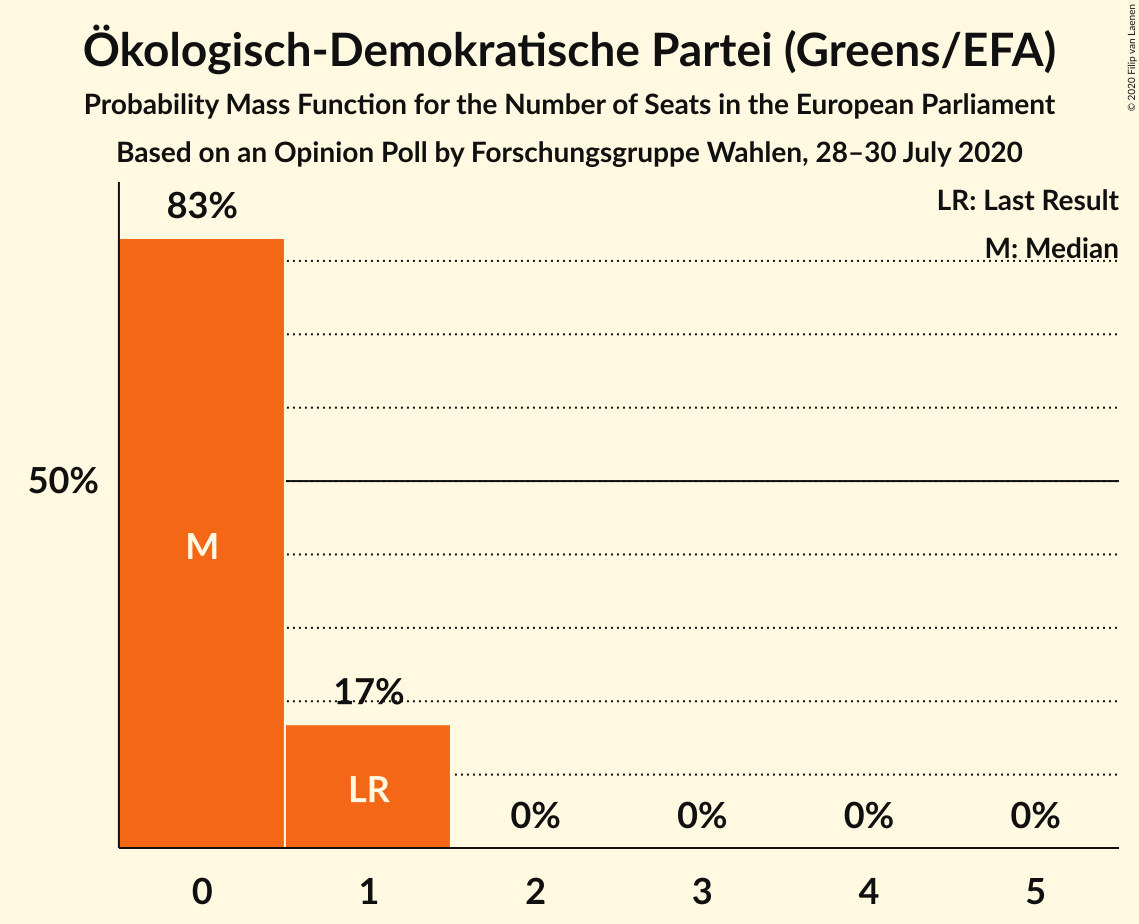 Ökologisch-Demokratische Partei (Greens/EFA)
Probability Mass Function for the Number of Seats in the European Parliament
Based on an Opinion Poll by Forschungsgruppe Wahlen, 28–30 July 2020
© 2020 Filip van Laenen
LR: Last Result
M: Median
83%
50%
M
17%
LR
0% 0% 0% 0%
0 1 2 3 4 5